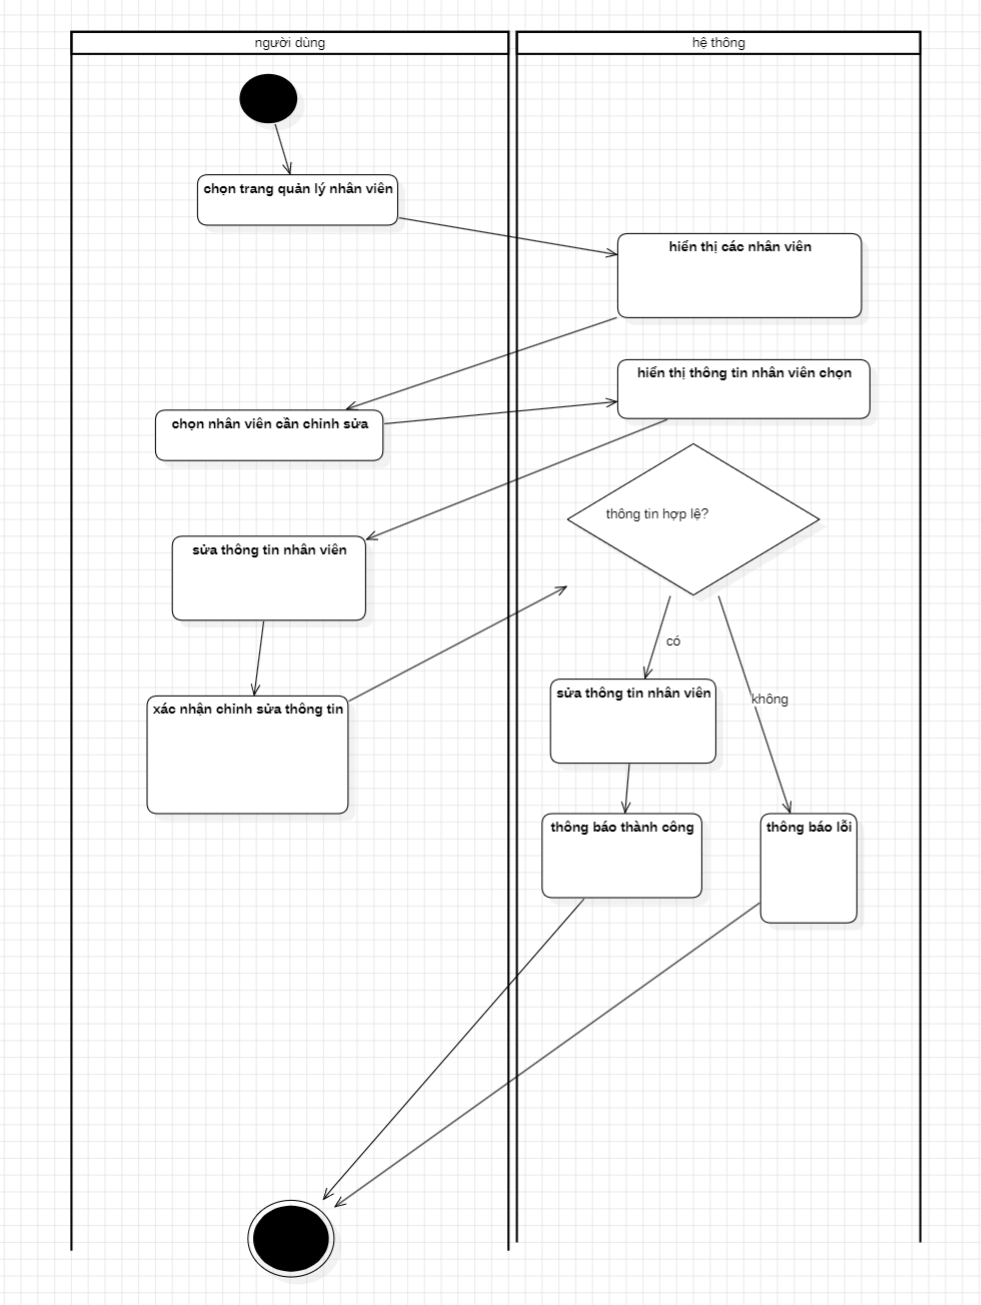 người dùng
hệ thông
chọn trang quản lý nhân viên
hiển thị các nhân viên
hiển thị thông tin nhân viên chọn
chọn nhân viên cần chỉnh sửa
thông tin hợp lệ?
sửa thông tin nhân viên
có
sửa thông tin nhân viên
không
xác nhận chỉnh sửa thông tin
thông báo thành công
thông báo lỗi